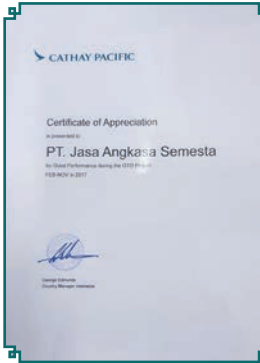 CATHAY PACIFIC
Certificate of Appreciation
is presented to
PT. Jasa Angkasa Semesta
for Good Performance during the OTD Project
FEB-NOV in 2017
George Edmunds
Country Manager Indonesia